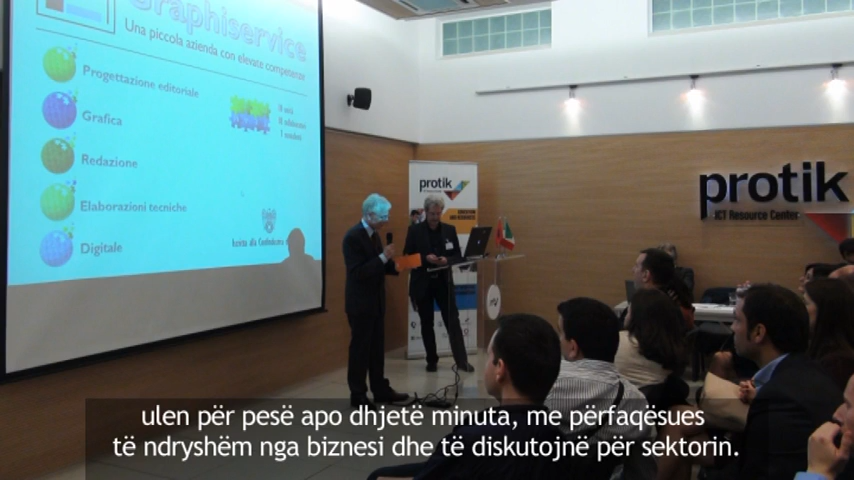 Graphiservice
Una piccola azienda con elevate competenze
Progettazione editoriale
Grafica
Redazione
Elaborazioni tecniche
Digitale
protik
protik
ICT Resource Center
ulen për pesë apo dhjetë minuta, me përfaqësues
të ndryshëm nga biznesi dhe të diskutojnë për sektorin.